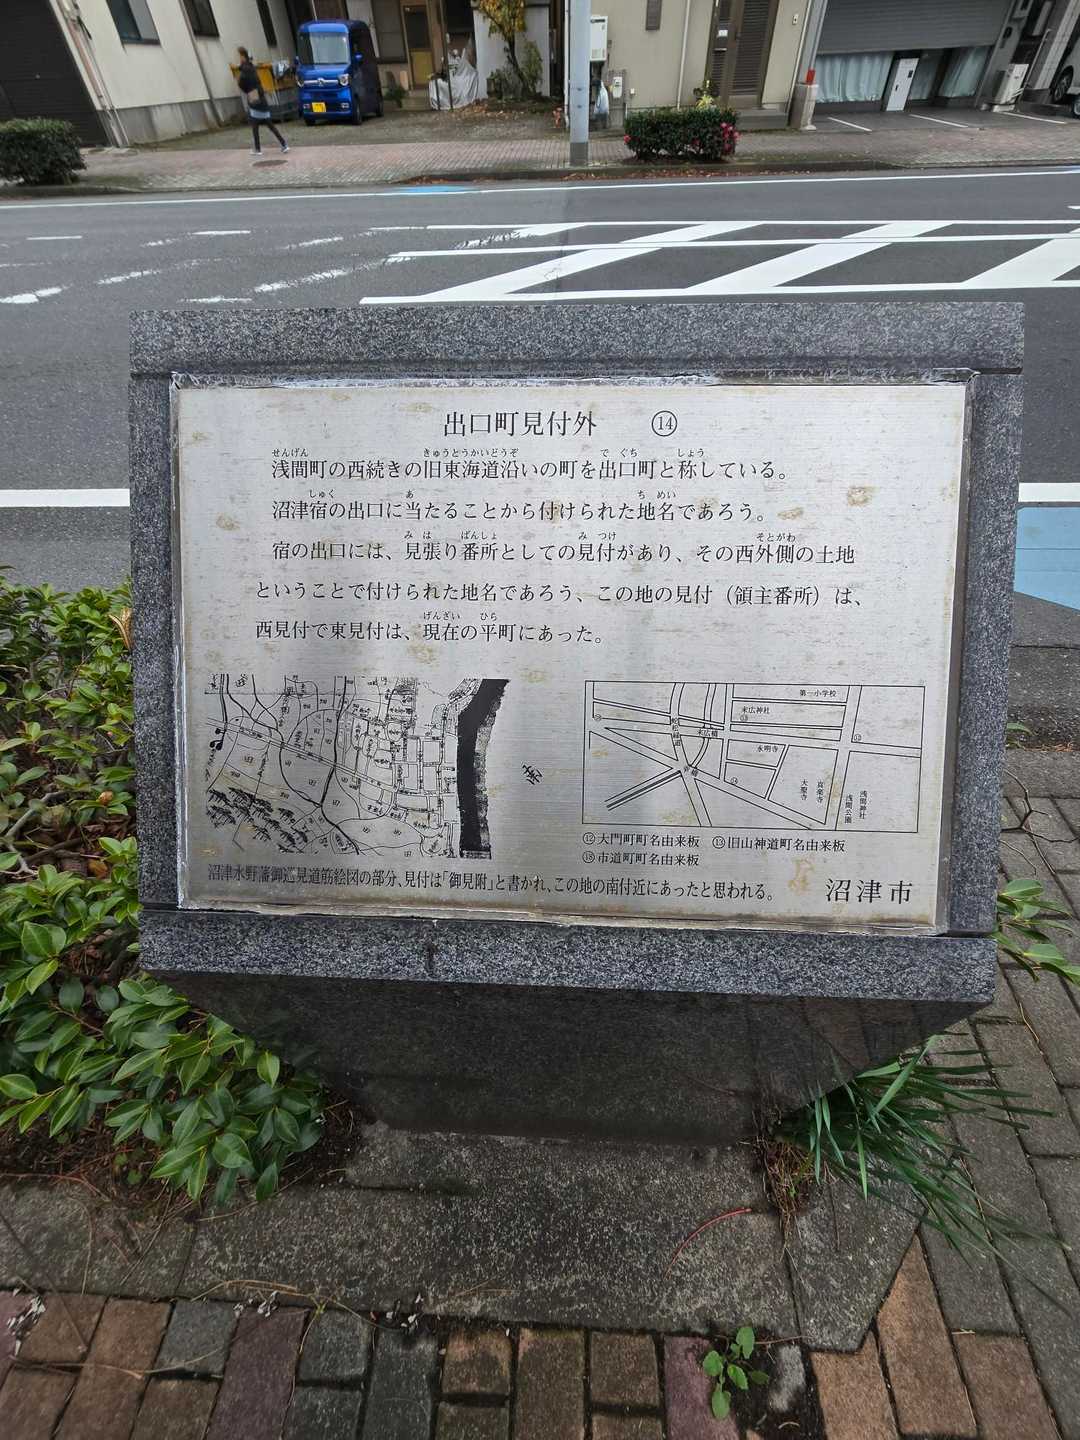 出口町見付外 ⑭
浅間町の西続きの旧東海道沿いの町を出口町と称している。
沼津宿の出口に当たることから付けられた地名であろう。
宿の出口には、見張り番所としての見付があり、その西外側の土地
ということで付けられた地名であろう、この地の見付（領主番所）は、
西見付で東見付は、現在の平町にあった。
第一小学校
末広神社
末広橋
永明寺
大聖寺
真楽寺
浅間公園
浅間神社
⑫大門町町名由来板 ⑬旧山神道町名由来板
⑱市道町町名由来板
沼津水野藩御巡見道筋絵図の部分、見付は「御見附」と書かれ、この地の南付近にあったと思われる。
沼津市